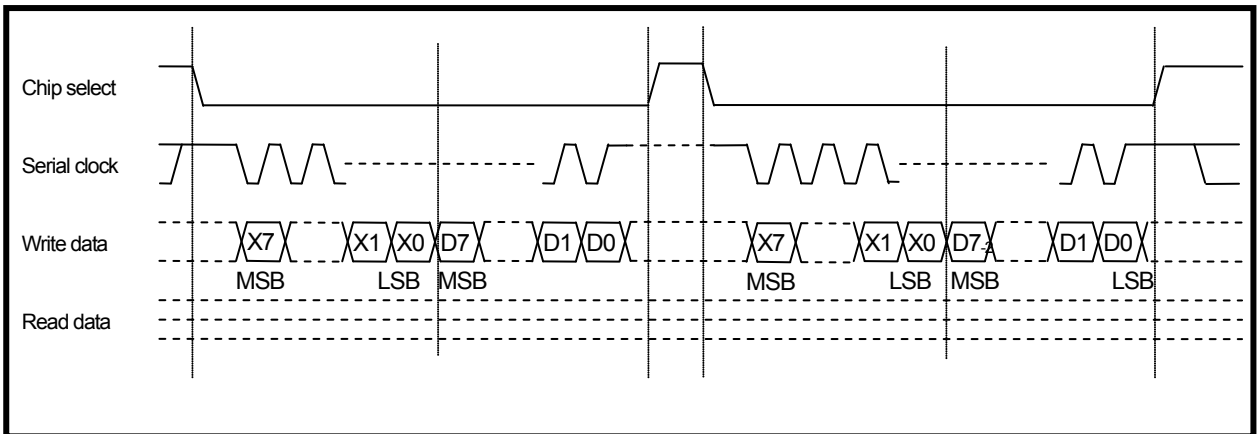 Chip select
Serial clock
Write data X7 X1 X0 D7 D1 D0 X7 X1 X0 D7-2 D1 D0
MSB LSB MSB MSB LSB MSB LSB
Read data